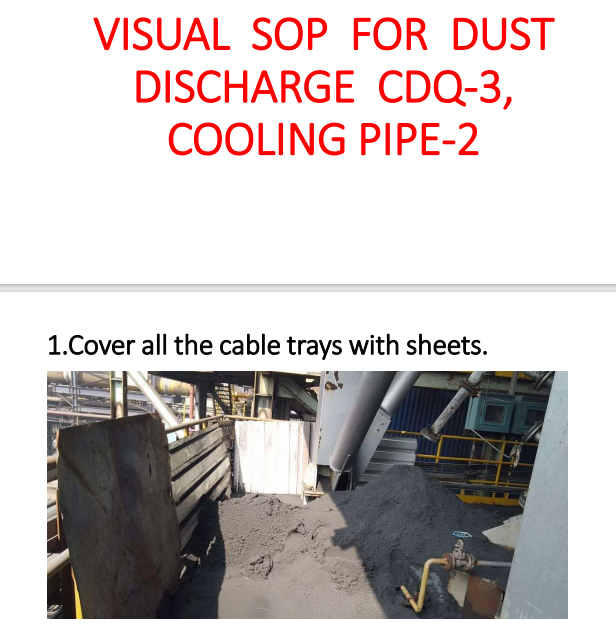 VISUAL SOP FOR DUST
DISCHARGE CDQ-3,
COOLING PIPE-2
1.Cover all the cable trays with sheets.